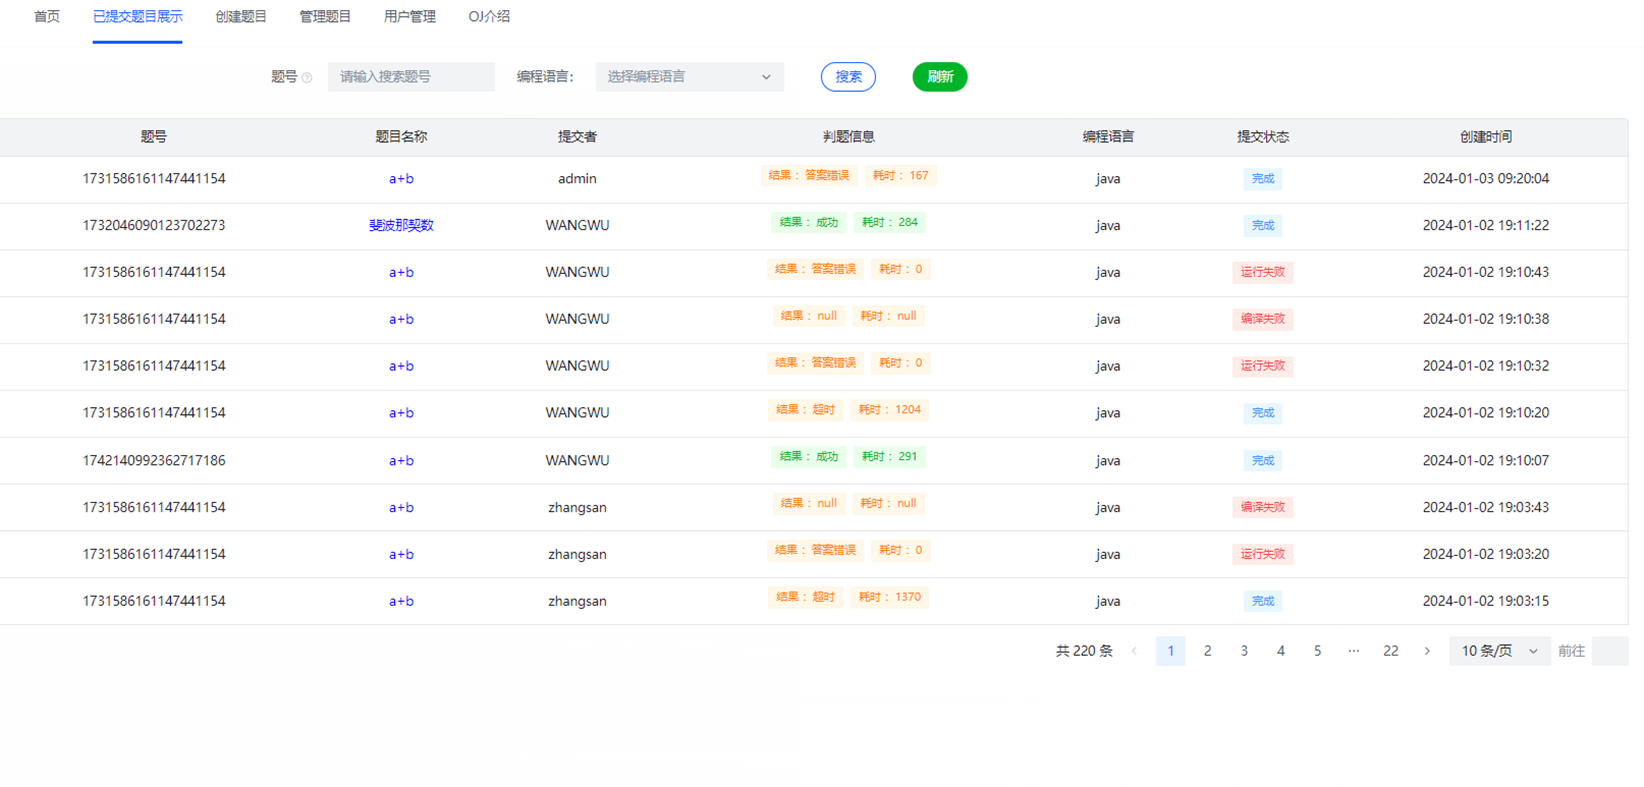 首页 已提交题目展示 创建题目 管理题目 用户管理 OJ介绍
题号 请输入搜索题号 编程语言： 选择编程语言 搜索 刷新
题号 题目名称 提交者 判题信息 编程语言 提交状态 创建时间
1731586161147441154 a+b admin 结果： 答案错误 耗时： 167 java 完成 2024-01-03 09:20:04
1732046090123702273 斐波那契数 WANGWU 结果： 成功 耗时： 284 java 完成 2024-01-02 19:11:22
1731586161147441154 a+b WANGWU 结果： 答案错误 耗时： 0 java 运行失败 2024-01-02 19:10:43
1731586161147441154 a+b WANGWU 结果： null 耗时： null java 编译失败 2024-01-02 19:10:38
1731586161147441154 a+b WANGWU 结果： 答案错误 耗时： 0 java 运行失败 2024-01-02 19:10:32
1731586161147441154 a+b WANGWU 结果： 超时 耗时： 1204 java 完成 2024-01-02 19:10:20
1742140992362717186 a+b WANGWU 结果： 成功 耗时： 291 java 完成 2024-01-02 19:10:07
1731586161147441154 a+b zhangsan 结果： null 耗时： null java 编译失败 2024-01-02 19:03:43
1731586161147441154 a+b zhangsan 结果： 答案错误 耗时： 0 java 运行失败 2024-01-02 19:03:20
1731586161147441154 a+b zhangsan 结果： 超时 耗时： 1370 java 完成 2024-01-02 19:03:15
共 220 条 1 2 3 4 5 ··· 22 10 条/页 前往